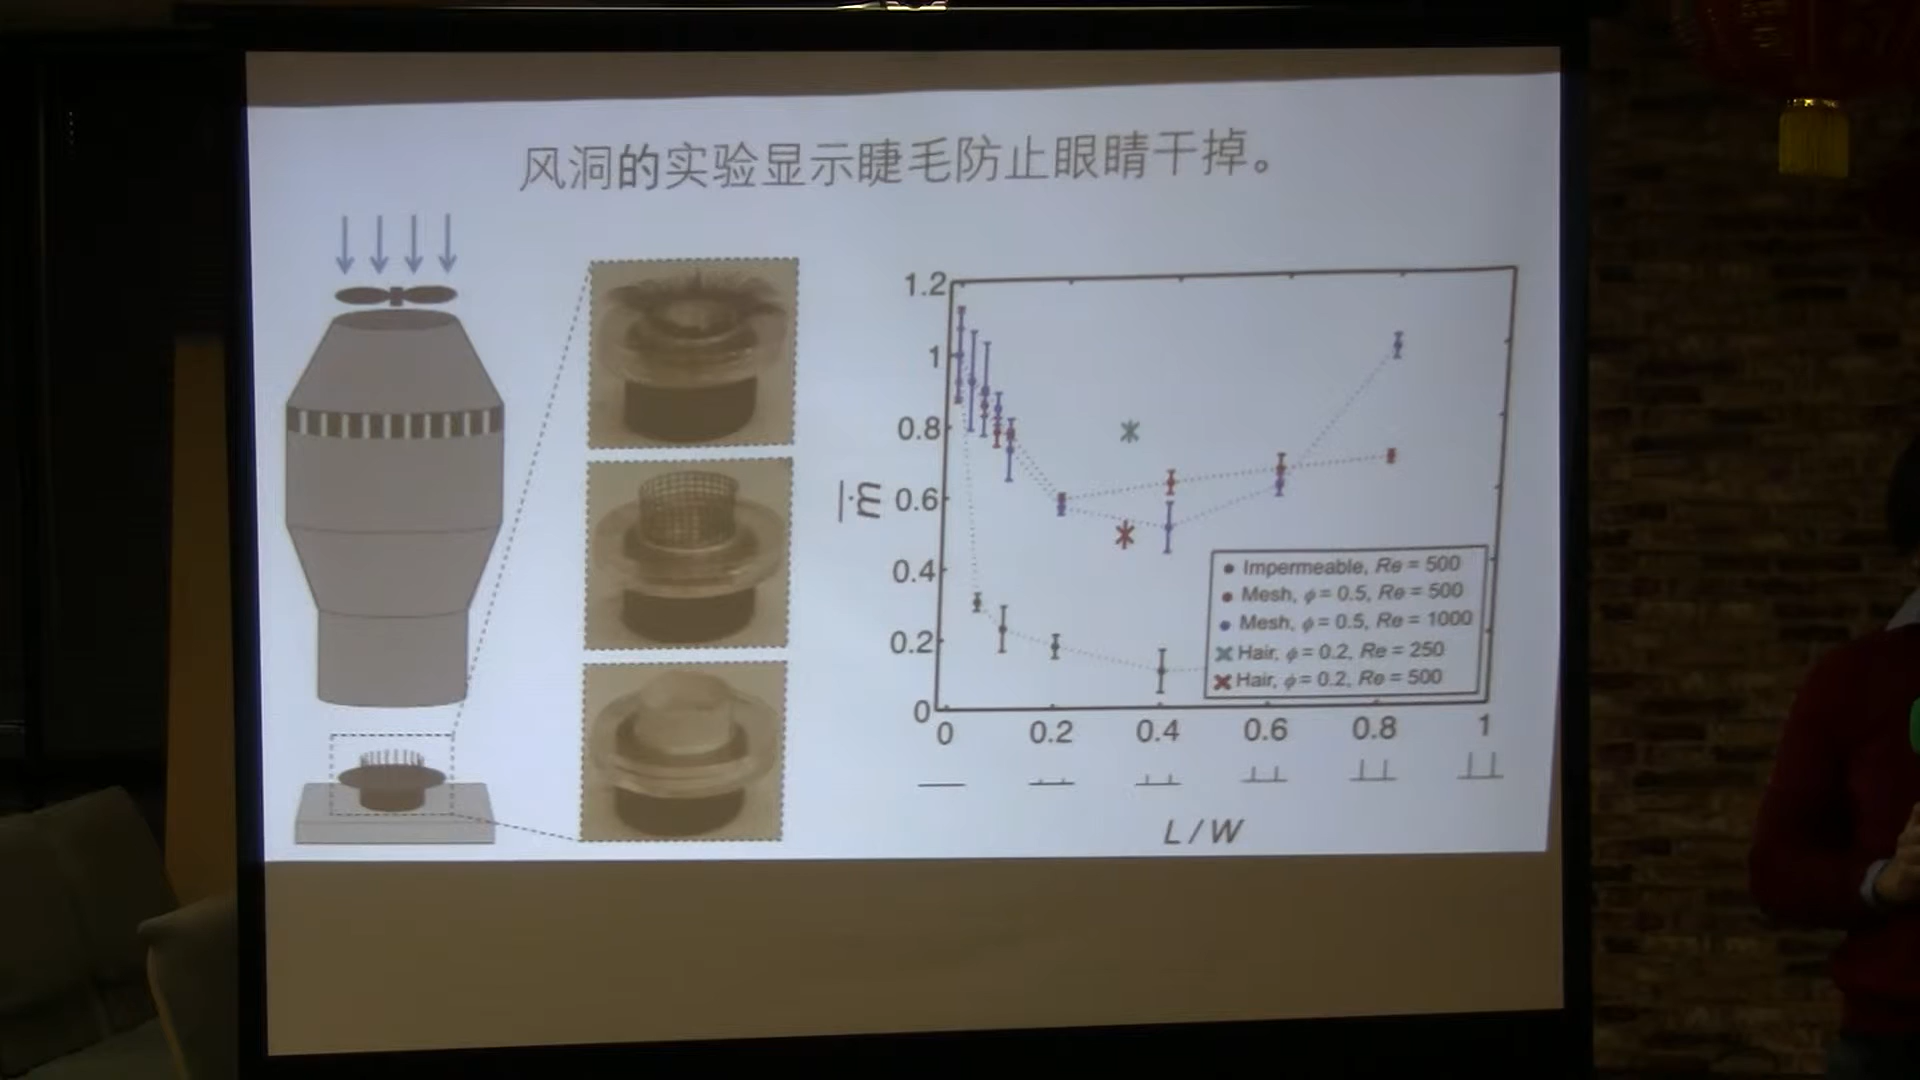 风洞的实验显示睫毛防止眼睛干掉。
1.2
1
0.8
0.6
0.4
0.2
0
ṁ
0 0.2 0.4 0.6 0.8 1
L / W
Impermeable, Re = 500
Mesh, ϕ = 0.5, Re = 500
Mesh, ϕ = 0.5, Re = 1000
Hair, ϕ = 0.2, Re = 250
Hair, ϕ = 0.2, Re = 500